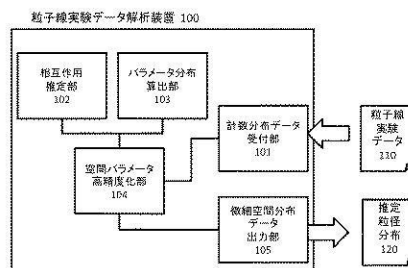 粒子線実験データ解析装置 100
相互作用
推定部
102
パラメータ分布
算出部
103
計数分布データ
受付部
101
粒子線
実験
データ
110
空間パラメータ
高精度化部
104
微細空間分布
データ
出力部
105
推定
粒径
分布
120